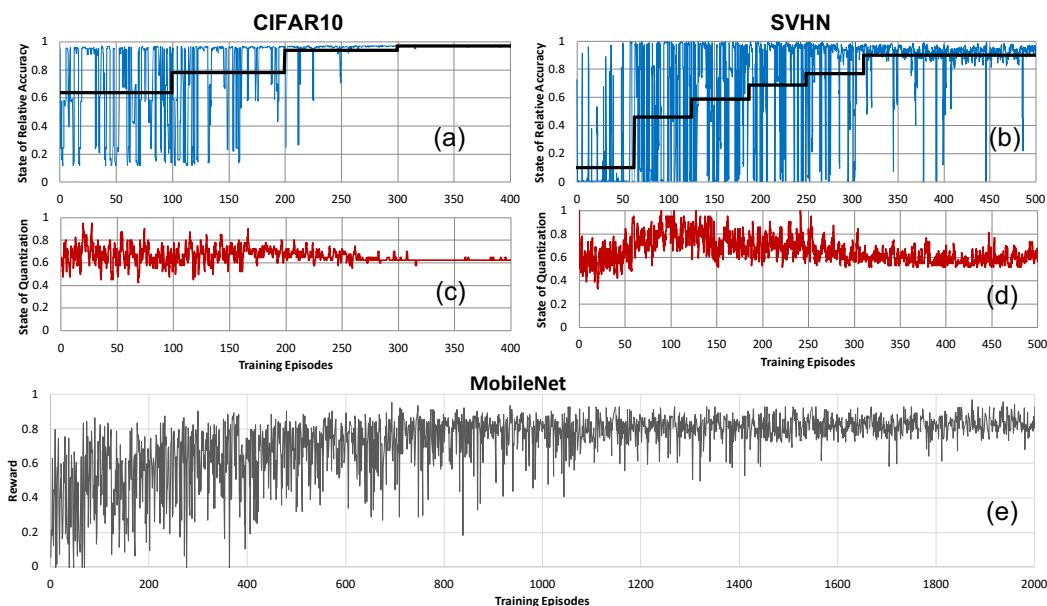 CIFAR10
State of Relative Accuracy
1
0.8
0.6
0.4
0.2
0
(a)
0 50 100 150 200 250 300 350 400
SVHN
State of Relative Accuracy
1
0.8
0.6
0.4
0.2
0
(b)
0 50 100 150 200 250 300 350 400 450 500
State of Quantization
1
0.8
0.6
0.4
0.2
0
(c)
0 50 100 150 200 250 300 350 400
Training Episodes
State of Quantization
1
0.8
0.6
0.4
0.2
0
(d)
0 50 100 150 200 250 300 350 400 450 500
Training Episodes
MobileNet
Reward
1
0.8
0.6
0.4
0.2
0
(e)
0 200 400 600 800 1000 1200 1400 1600 1800 2000
Training Episodes